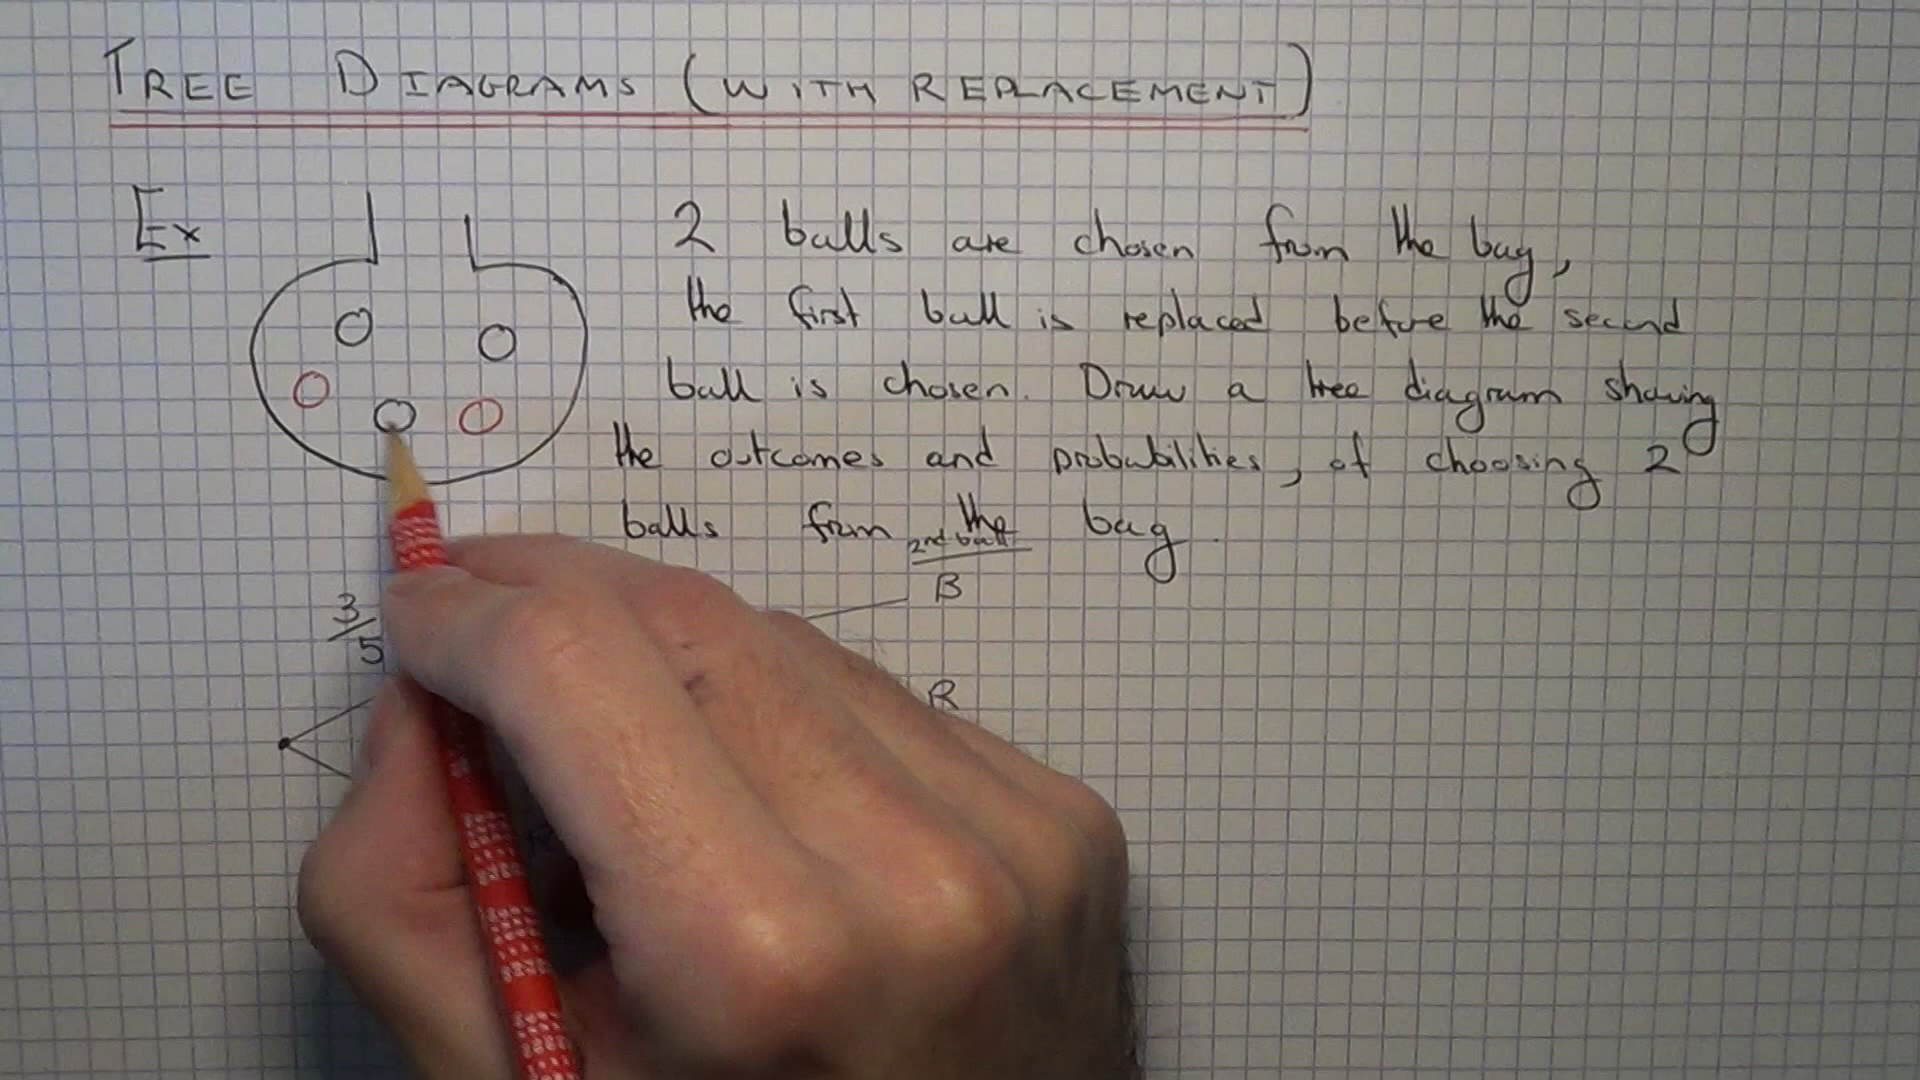 TREE DIAGRAMS (WITH REPLACEMENT)
Ex
2 balls are chosen from the bag,
the first ball is replaced before the second
ball is chosen. Draw a tree diagram showing
the outcomes and probabilities, of choosing 2
balls from the bag.
2nd ball
B
3/5
R